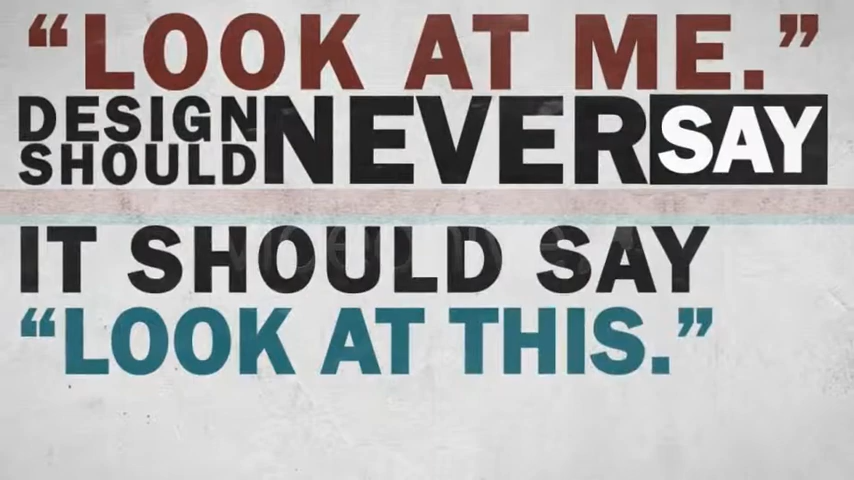 “LOOK AT ME.”
DESIGN SHOULD NEVER SAY
IT SHOULD SAY
“LOOK AT THIS.”